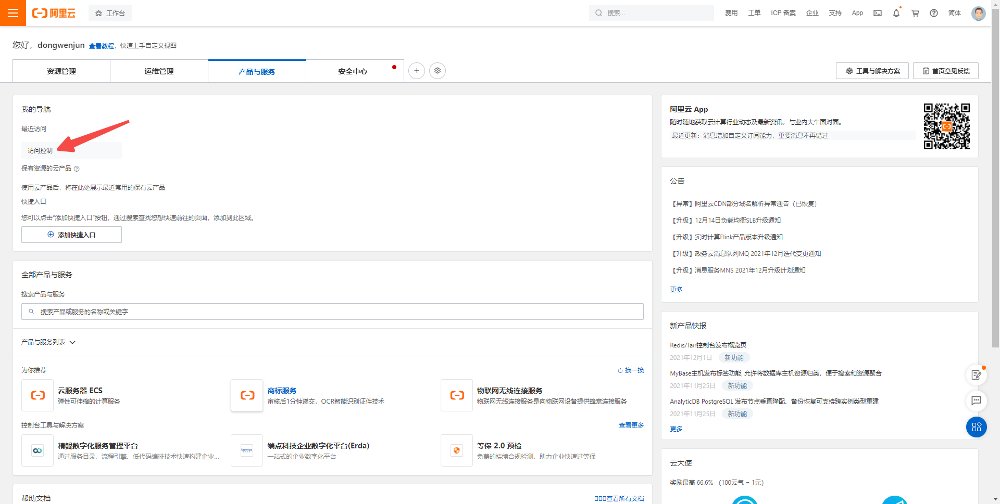 阿里云
工作台
搜索...
费用
工单
ICP 备案
企业
支持
App
简体
您好，dongwenjun 查看教程，快速上手自定义视图
资源管理
运维管理
产品与服务
安全中心
工具与解决方案
首页意见反馈
我的导航
最近访问
访问控制
保有资源的云产品
使用云产品后，将在此处展示最近常用的保有云产品
快捷入口
您可以点击“添加快捷入口”按钮，通过搜索查找您想快速前往的页面，添加到此区域。
添加快捷入口
全部产品与服务
搜索产品与服务
搜索产品或服务的名称或关键字
产品与服务列表
为你推荐
换一换
云服务器 ECS
弹性可伸缩的计算服务
商标服务
审核后1分钟递交，OCR智能识别证件技术
物联网无线连接服务
物联网无线连接服务是向物联网设备提供蜂窝连接服务
控制台工具与解决方案
查看更多
精鲲数字化服务管理平台
通过服务目录、流程引擎、低代码编排技术快速构建企业...
端点科技企业数字化平台(Erda)
一站式的企业数字化平台
等保 2.0 预检
免费的持续合规检测，助力企业快速过等保
帮助文档
查看所有文档
阿里云 App
随时随地获取云计算行业动态及最新资讯，与业内大牛面对面。
最近更新：消息增加自定义订阅能力，重要消息不再错过
公告
【异常】阿里云CDN部分域名解析异常通告（已恢复）
【升级】12月14日负载均衡SLB升级通知
【升级】实时计算Flink产品版本升级通知
【升级】政务云消息队列MQ 2021年12月迭代变更通知
【升级】消息服务MNS 2021年12月升级计划通知
更多
新产品快报
Redis/Tair控制台发布概览页
2021年12月1日 新功能
MyBase主机发布标签功能, 允许将数据库主机资源归类，便于搜索和资源聚合
2021年11月25日 新功能
AnalyticDB PostgreSQL 发布节点垂直降配、备份恢复可支持跨实例类型重建
2021年11月25日 新功能
更多
云大使
奖励最高 66.6% （100云气 = 1元）